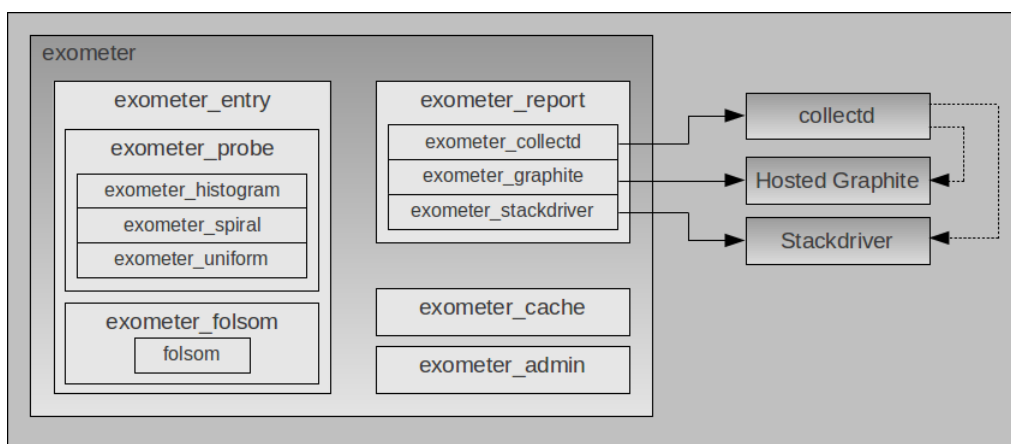 exometer
exometer_entry
exometer_probe
exometer_histogram
exometer_spiral
exometer_uniform
exometer_folsom
folsom
exometer_report
exometer_collectd
exometer_graphite
exometer_stackdriver
exometer_cache
exometer_admin
collectd
Hosted Graphite
Stackdriver